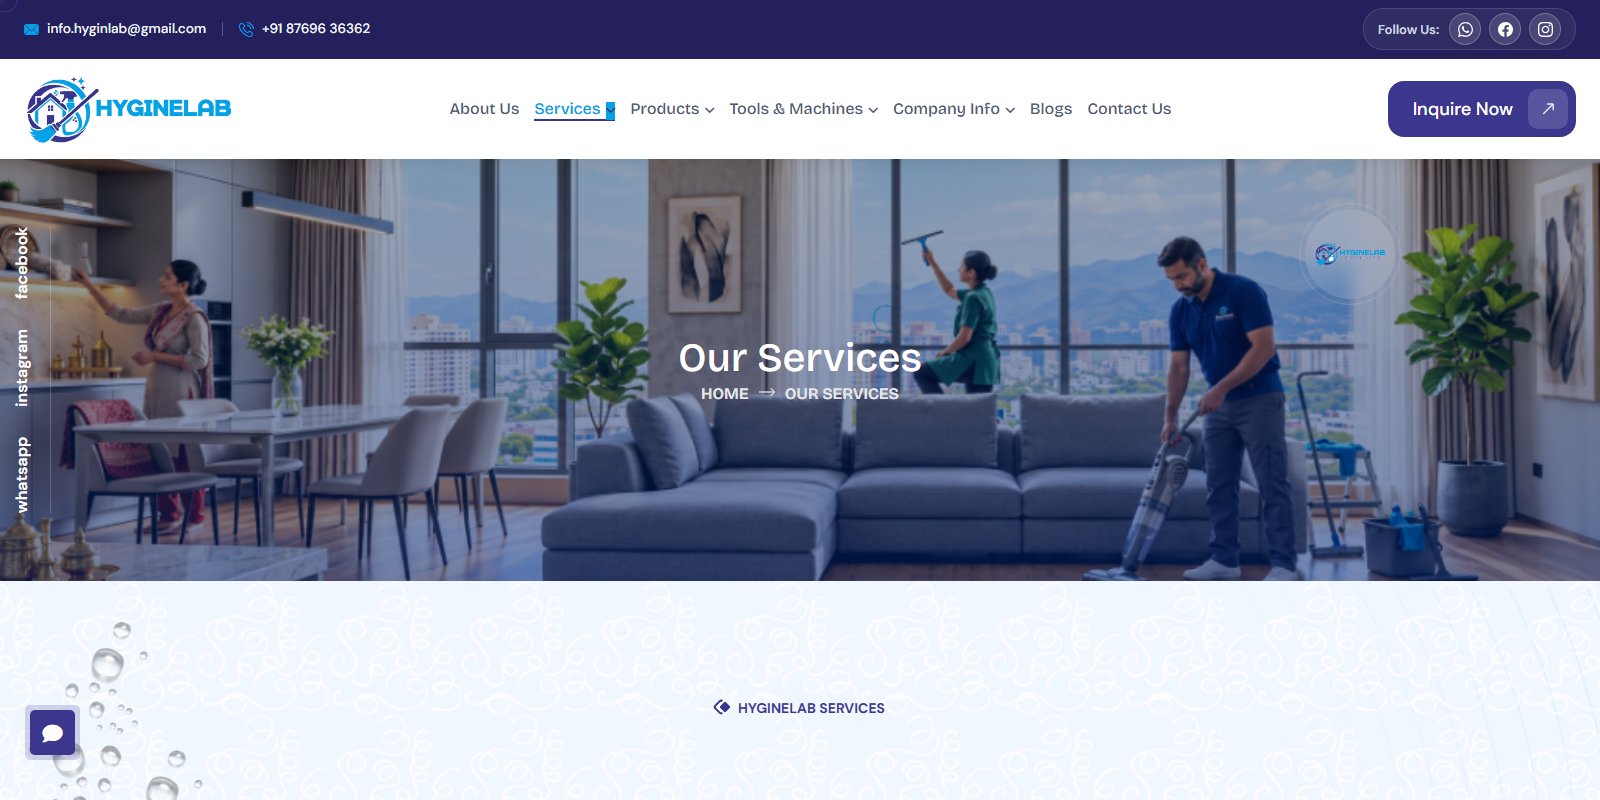 info.hyginlab@gmail.com
+91 87696 36362
Follow Us:
HYGINELAB
About Us
Services
Products
Tools & Machines
Company Info
Blogs
Contact Us
Inquire Now
facebook
instagram
whatsapp
HYGINELAB
Our Services
HOME → OUR SERVICES
HYGINELAB SERVICES